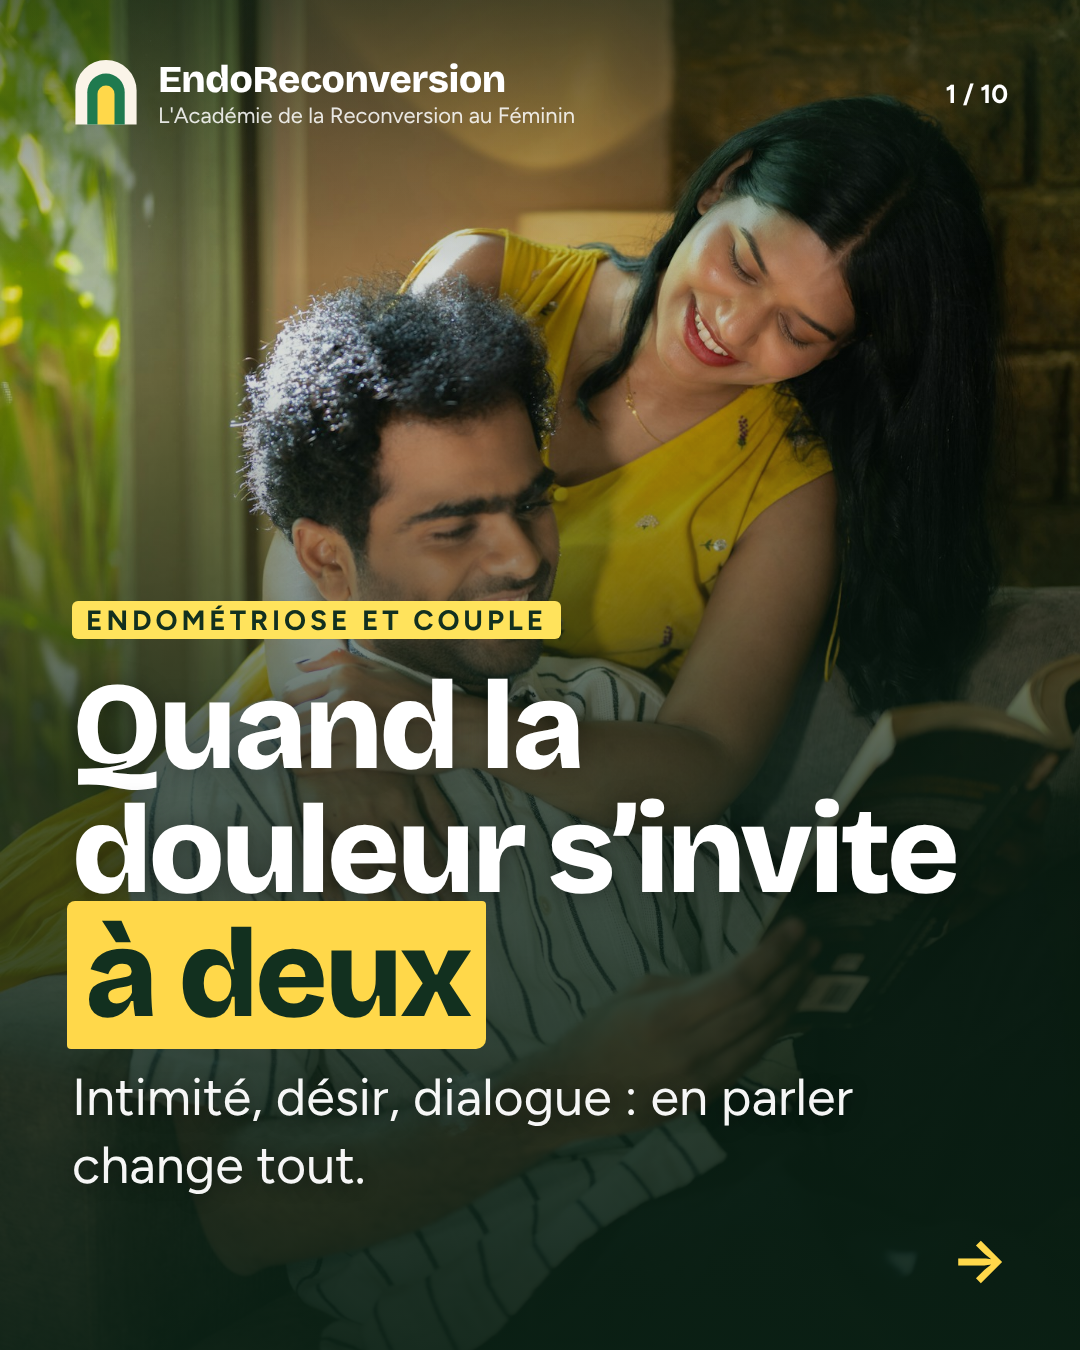 EndoReconversion
L'Académie de la Reconversion au Féminin
1 / 10
ENDOMÉTRIOSE ET COUPLE
Quand la
douleur s’invite
à deux
Intimité, désir, dialogue : en parler
change tout.